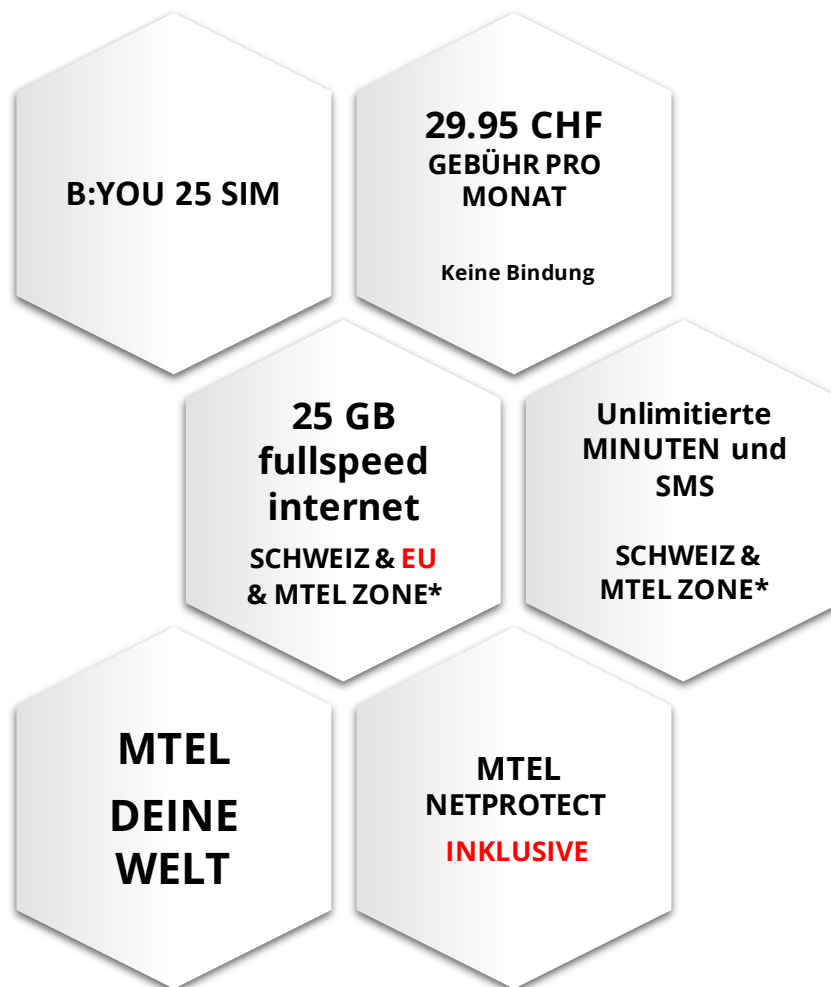 B:YOU 25 SIM
29.95 CHF
GEBÜHR PRO
MONAT
Keine Bindung
25 GB
fullspeed
internet
SCHWEIZ & EU
& MTEL ZONE*
Unlimitierte
MINUTEN und
SMS
SCHWEIZ &
MTEL ZONE*
MTEL
DEINE
WELT
MTEL
NETPROTECT
INKLUSIVE